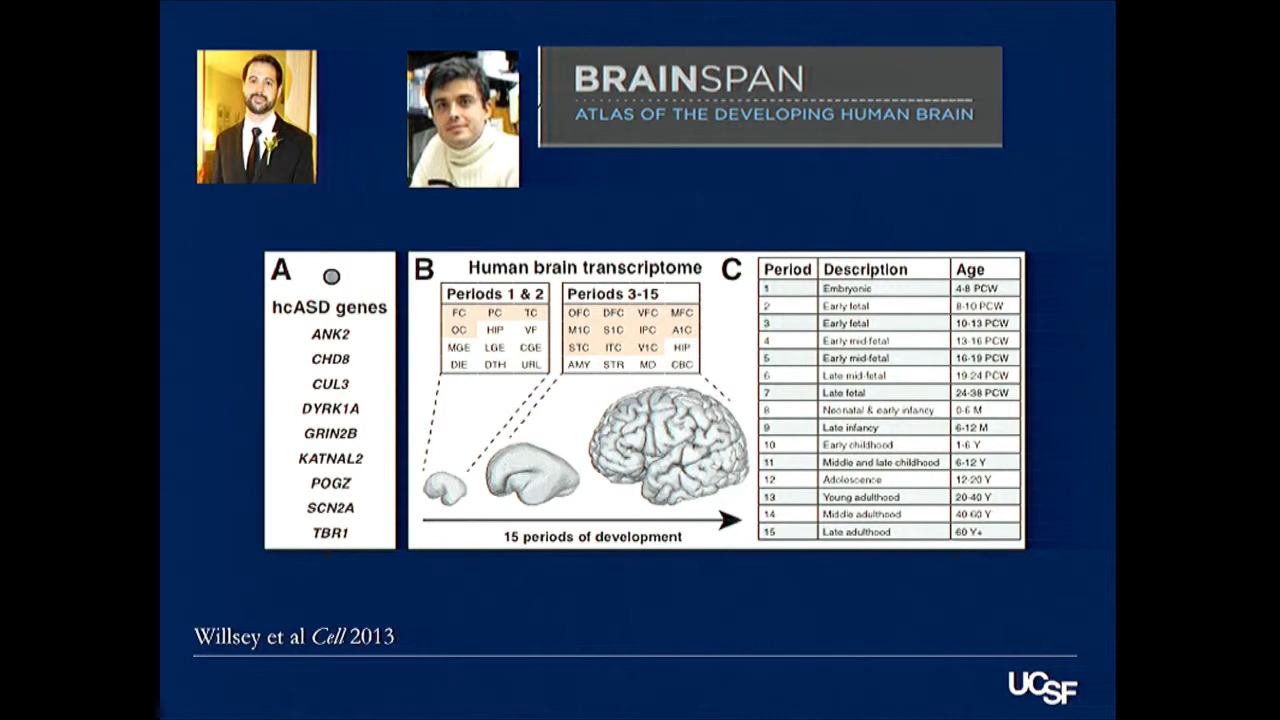 BRAINSPAN
ATLAS OF THE DEVELOPING HUMAN BRAIN
A
hcASD genes
ANK2
CHD8
CUL3
DYRK1A
GRIN2B
KATNAL2
POGZ
SCN2A
TBR1
B Human brain transcriptome
Periods 1 & 2
FC PC TC
OC HIP VF
MGE LGE CGE
DIE DTH URL
Periods 3-15
OFC DFC VFC MFC
M1C S1C IPC A1C
STC ITC V1C HIP
AMY STR MD CBC
15 periods of development
C
Period Description Age
1 Embryonic 4-8 PCW
2 Early fetal 8-10 PCW
3 Early fetal 10-13 PCW
4 Early mid-fetal 13-16 PCW
5 Early mid-fetal 16-19 PCW
6 Late mid-fetal 19-24 PCW
7 Late fetal 24-38 PCW
8 Neonatal & early infancy 0-6 M
9 Late infancy 6-12 M
10 Early childhood 1-6 Y
11 Middle and late childhood 6-12 Y
12 Adolescence 12-20 Y
13 Young adulthood 20-40 Y
14 Middle adulthood 40-60 Y
15 Late adulthood 60 Y+
Willsey et al Cell 2013
UCSF